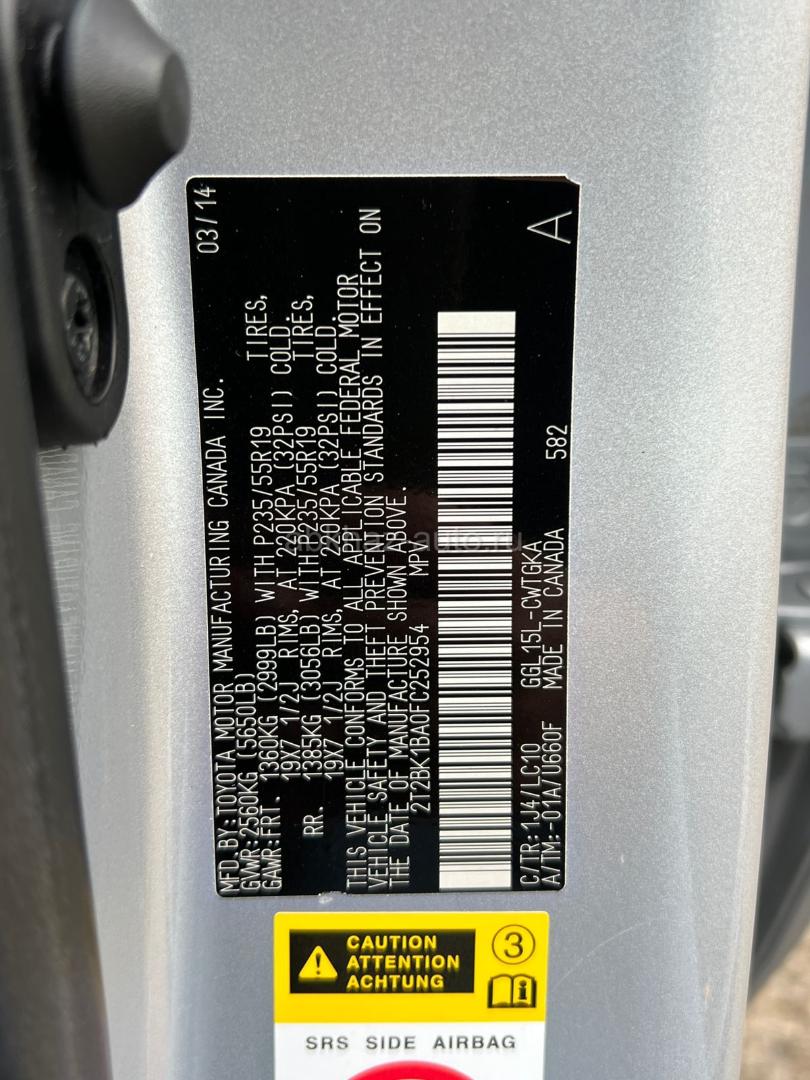 MFD.BY:TOYOTA MOTOR MANUFACTURING CANADA INC. 03/14
GVWR:2560KG (5650LB)
GAWR:FRT. 1360KG (2999LB) WITH P235/55R19 TIRES,
19X7 1/2J RIMS, AT 220KPA (32PSI) COLD.
RR. 1385KG (3056LB) WITH P235/55R19 TIRES,
19X7 1/2J RIMS, AT 220KPA (32PSI) COLD.
THIS VEHICLE CONFORMS TO ALL APPLICABLE FEDERAL MOTOR
VEHICLE SAFETY AND THEFT PREVENTION STANDARDS IN EFFECT ON
THE DATE OF MANUFACTURE SHOWN ABOVE.
2T2BK1BA0FC252954 MPV
C/TR:1J4/LC10 GGL15L-CWTGKA
A/TM:-01A/U660F MADE IN CANADA 582 A
abkhaz-auto.ru
CAUTION
ATTENTION
ACHTUNG
3
SRS SIDE AIRBAG